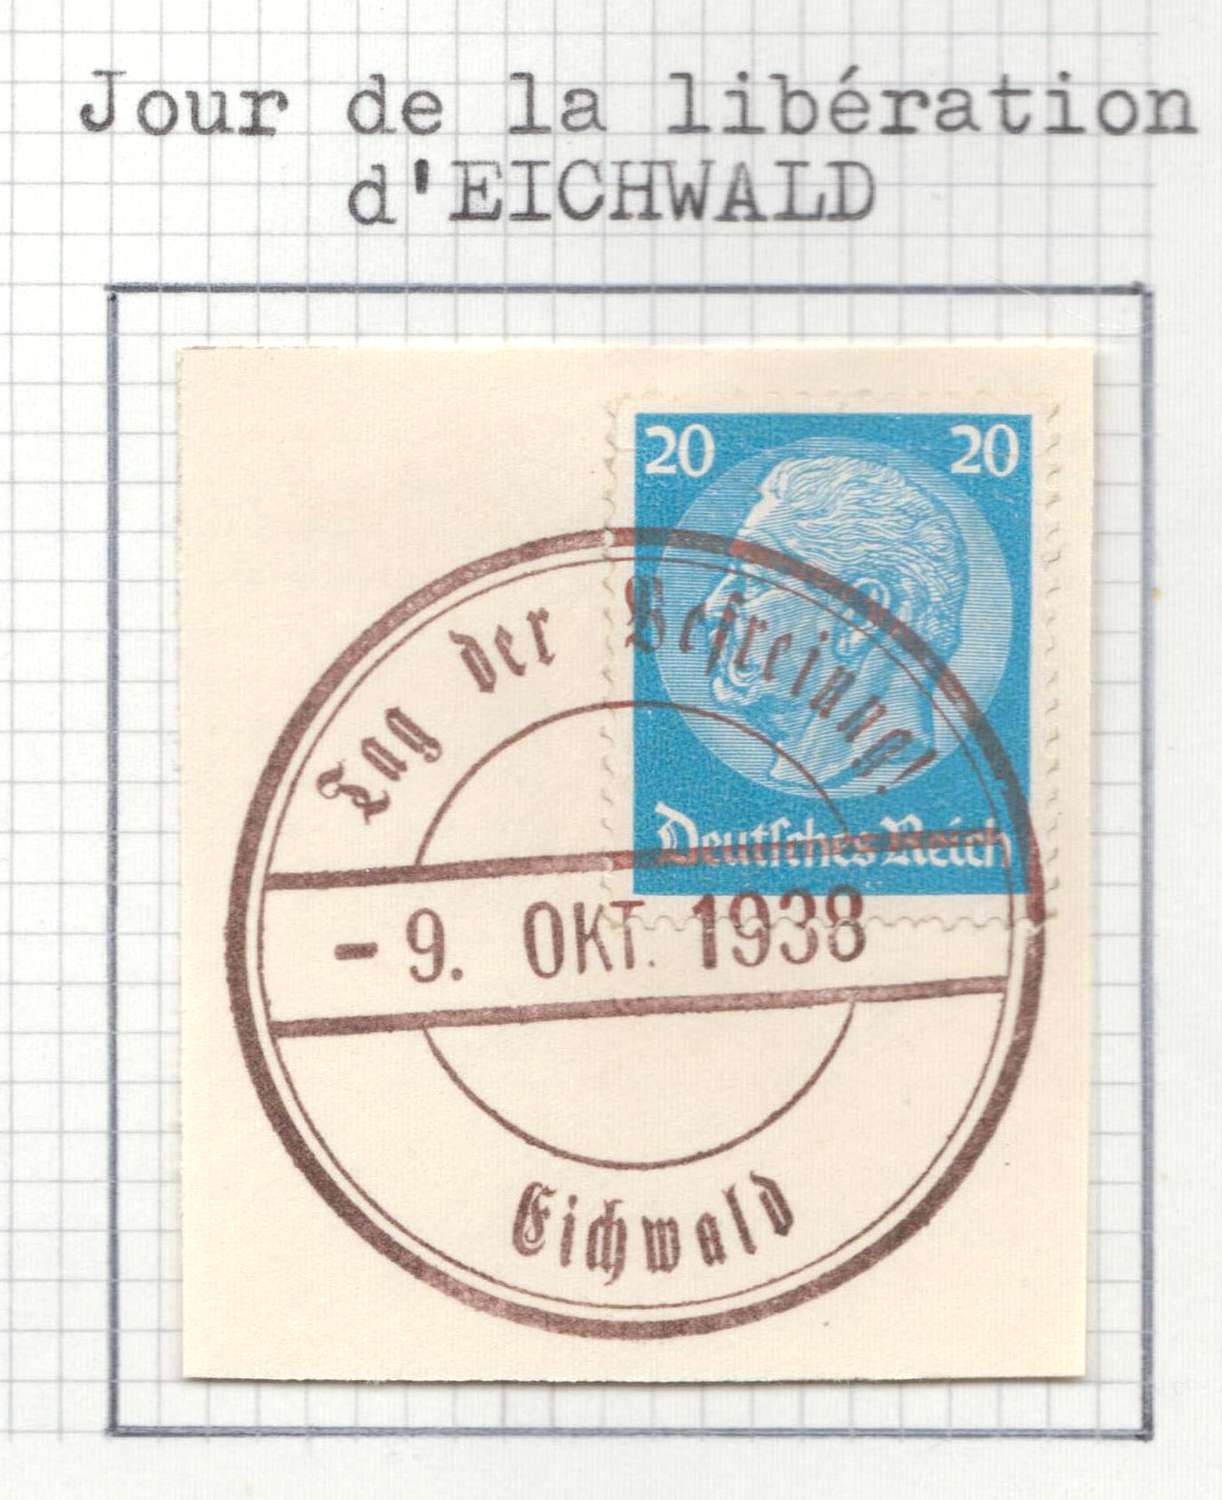 Jour de la libération
d'EICHWALD
20 20
Tag der Befreiung!
Deutsches Reich
- 9. OKT. 1938
Eichwald